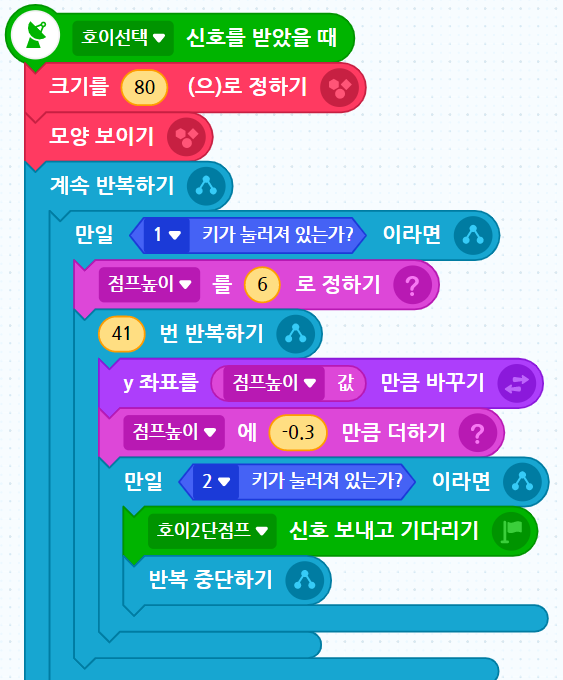 호이선택 ▼ 신호를 받았을 때
크기를 80 (으)로 정하기
모양 보이기
계속 반복하기
만일 1 ▼ 키가 눌러져 있는가? 이라면
점프높이 ▼ 를 6 로 정하기 ?
41 번 반복하기
y 좌표를 점프높이 ▼ 값 만큼 바꾸기
점프높이 ▼ 에 -0.3 만큼 더하기 ?
만일 2 ▼ 키가 눌러져 있는가? 이라면
호이2단점프 ▼ 신호 보내고 기다리기
반복 중단하기